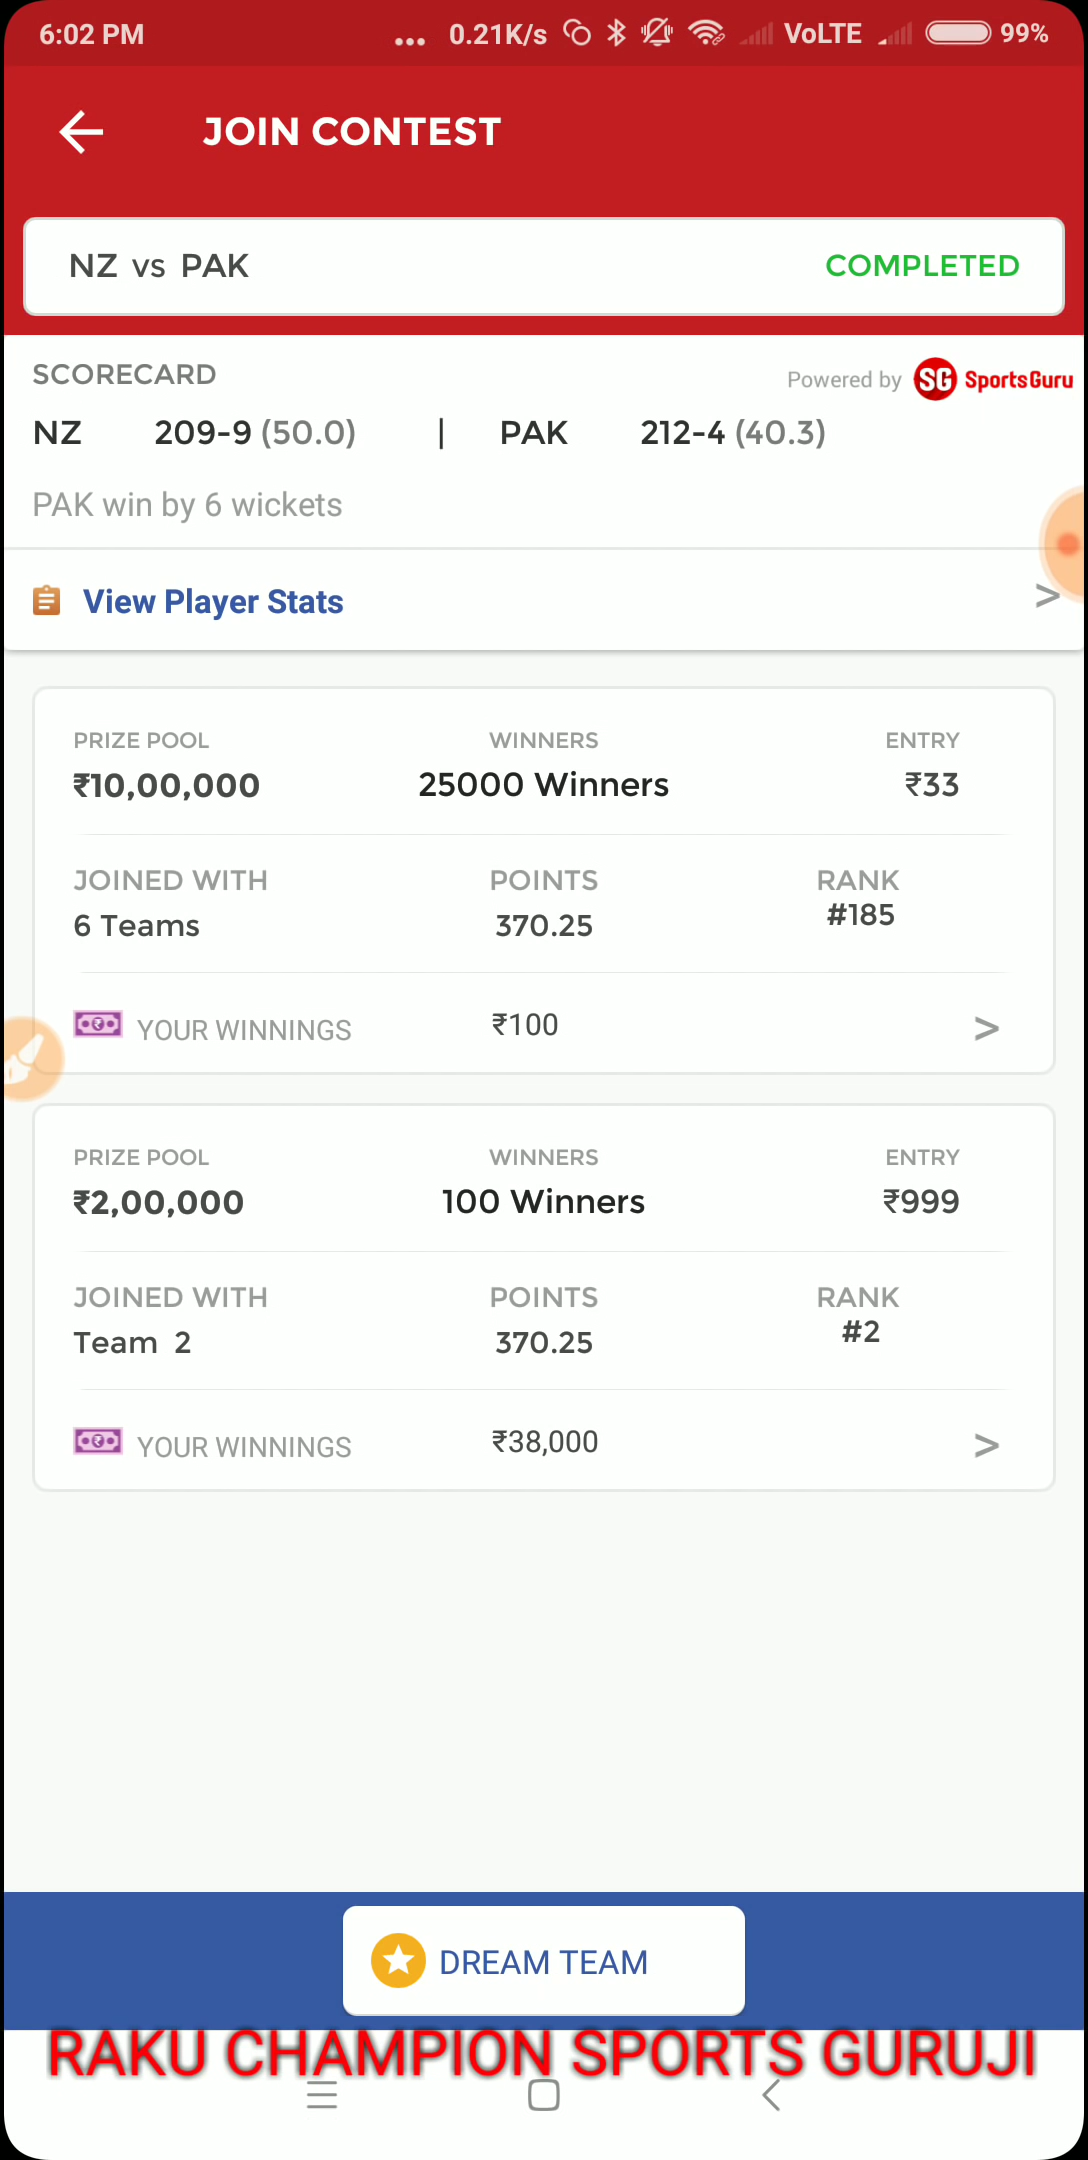 6:02 PM ... 0.21K/s VoLTE 99%
JOIN CONTEST
NZ vs PAK COMPLETED
SCORECARD Powered by SG SportsGuru
NZ 209-9 (50.0) | PAK 212-4 (40.3)
PAK win by 6 wickets
View Player Stats >
PRIZE POOL WINNERS ENTRY
₹10,00,000 25000 Winners ₹33
JOINED WITH POINTS RANK
6 Teams 370.25 #185
YOUR WINNINGS ₹100 >
PRIZE POOL WINNERS ENTRY
₹2,00,000 100 Winners ₹999
JOINED WITH POINTS RANK
Team 2 370.25 #2
YOUR WINNINGS ₹38,000 >
DREAM TEAM
RAKU CHAMPION SPORTS GURUJI